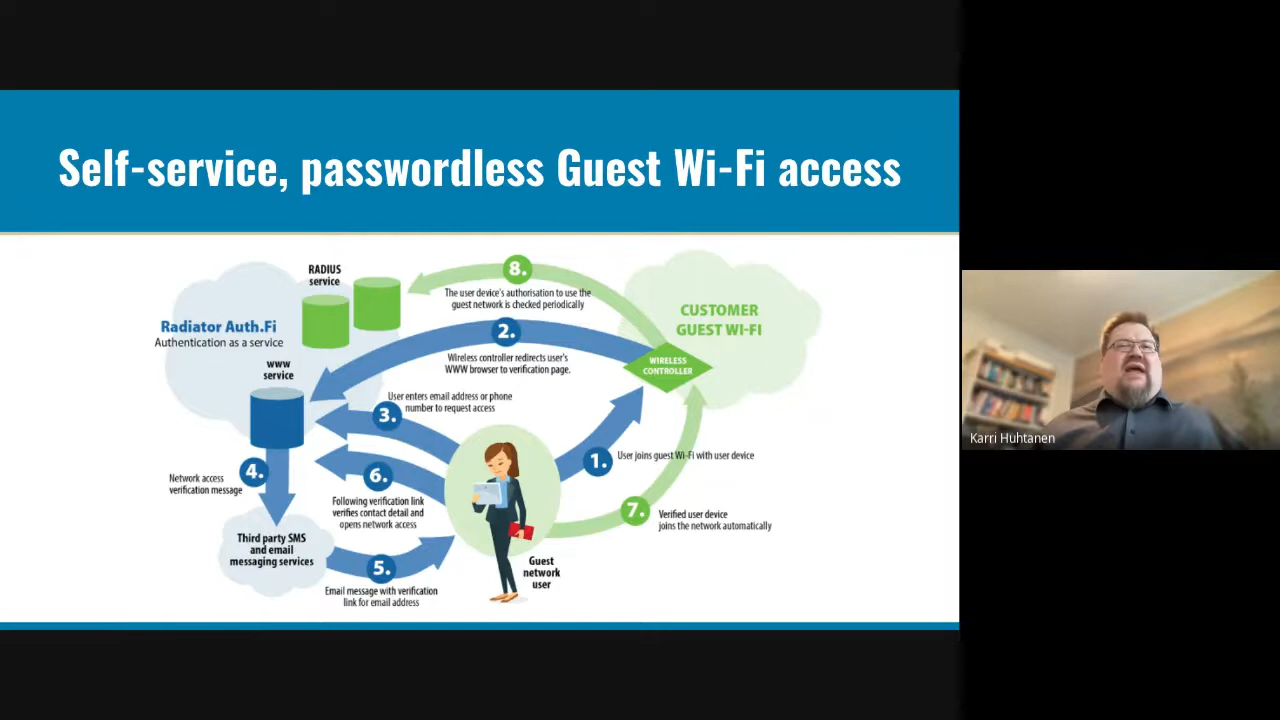 Self-service, passwordless Guest Wi-Fi access
RADIUS
service
8.
The user device's authorisation to use the
guest network is checked periodically
CUSTOMER
GUEST WI-FI
Radiator Auth.Fi
Authentication as a service
2.
Wireless controller redirects user's
WWW browser to verification page.
WIRELESS
CONTROLLER
WWW
service
User enters email address or phone
number to request access
3.
1.
User joins guest Wi-Fi with user device
4.
Network access
verification message
6.
Following verification link
verifies contact detail and
opens network access
7.
Verified user device
joins the network automatically
Third party SMS
and email
messaging services
5.
Email message with verification
link for email address
Guest
network
user
Karri Huhtanen